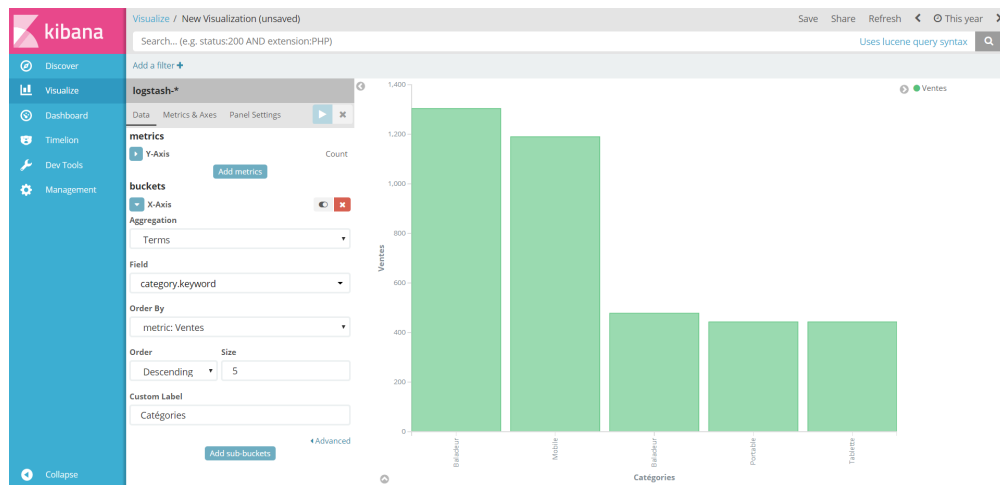 kibana
Discover
Visualize
Dashboard
Timelion
Dev Tools
Management
Collapse
Visualize / New Visualization (unsaved)
Save Share Refresh This year
Search... (e.g. status:200 AND extension:PHP)
Uses lucene query syntax
Add a filter +
logstash-*
Data Metrics & Axes Panel Settings
metrics
Y-Axis Count
Add metrics
buckets
X-Axis
Aggregation
Terms
Field
category.keyword
Order By
metric: Ventes
Order Size
Descending 5
Custom Label
Catégories
Advanced
Add sub-buckets
1,400
1,200
1,000
800
600
400
200
0
Ventes
Baladeur
Mobile
Baladeur
Portable
Tablette
Catégories
Ventes